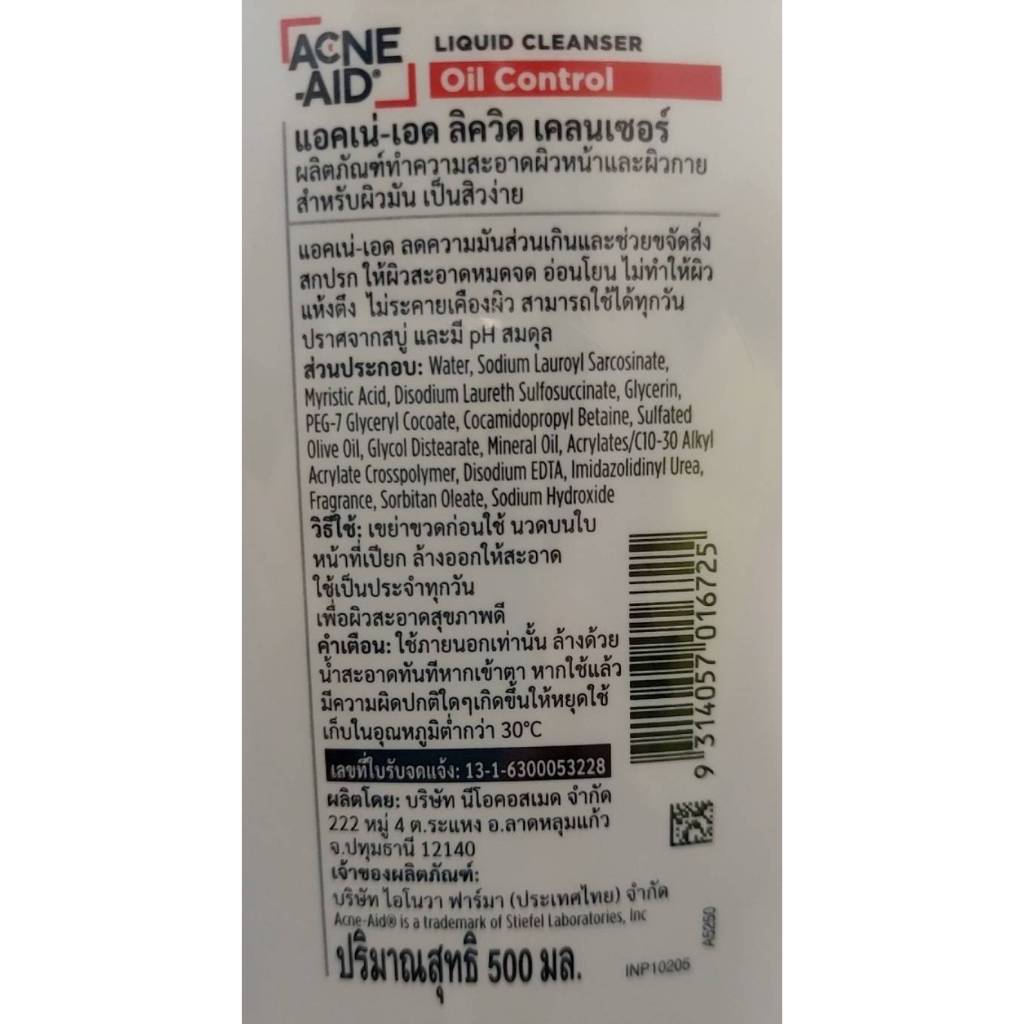 ACNE
-AID®
LIQUID CLEANSER
Oil Control
แอคเน่-เอด ลิควิด เคลนเซอร์
ผลิตภัณฑ์ทำความสะอาดผิวหน้าและผิวกาย
สำหรับผิวมัน เป็นสิวง่าย
แอคเน่-เอด ลดความมันส่วนเกินและช่วยขจัดสิ่ง
สกปรก ให้ผิวสะอาดหมดจด อ่อนโยน ไม่ทำให้ผิว
แห้งตึง ไม่ระคายเคืองผิว สามารถใช้ได้ทุกวัน
ปราศจากสบู่ และมี pH สมดุล
ส่วนประกอบ: Water, Sodium Lauroyl Sarcosinate,
Myristic Acid, Disodium Laureth Sulfosuccinate, Glycerin,
PEG-7 Glyceryl Cocoate, Cocamidopropyl Betaine, Sulfated
Olive Oil, Glycol Distearate, Mineral Oil, Acrylates/C10-30 Alkyl
Acrylate Crosspolymer, Disodium EDTA, Imidazolidinyl Urea,
Fragrance, Sorbitan Oleate, Sodium Hydroxide
วิธีใช้: เขย่าขวดก่อนใช้ นวดบนใบ
หน้าที่เปียก ล้างออกให้สะอาด
ใช้เป็นประจำทุกวัน
เพื่อผิวสะอาดสุขภาพดี
คำเตือน: ใช้ภายนอกเท่านั้น ล้างด้วย
น้ำสะอาดทันทีหากเข้าตา หากใช้แล้ว
มีความผิดปกติใดๆเกิดขึ้นให้หยุดใช้
เก็บในอุณหภูมิต่ำกว่า 30°C
เลขที่ใบรับจดแจ้ง: 13-1-6300053228
ผลิตโดย: บริษัท นีโอคอสเมด จำกัด
222 หมู่ 4 ต.ระแหง อ.ลาดหลุมแก้ว
จ.ปทุมธานี 12140
เจ้าของผลิตภัณฑ์:
บริษัท ไอโนวา ฟาร์มา (ประเทศไทย) จำกัด
Acne-Aid® is a trademark of Stiefel Laboratories, Inc
ปริมาณสุทธิ 500 มล.
INP10205
A5250
9 314057 016725